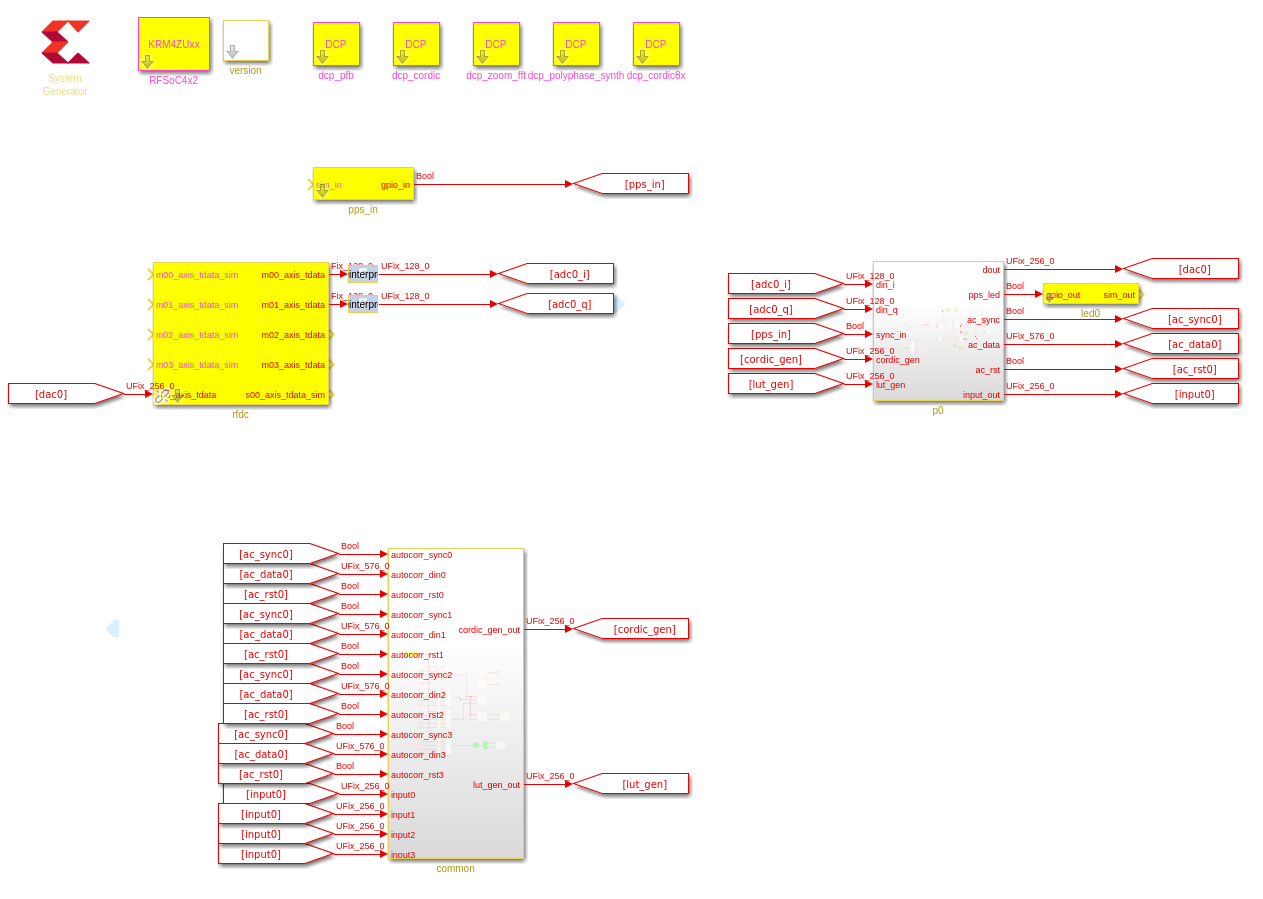 KRM4ZUxx
DCP
DCP
DCP
DCP
DCP
System
Generator
RFSoC4x2
version
dcp_pfb
dcp_cordic
dcp_zoom_fft
dcp_polyphase_synth
dcp_cordic8x
gpio_in
Bool
[pps_in]
pps_in
m00_axis_tdata_sim
m00_axis_tdata
interpr
UFix_128_0
[adc0_i]
m01_axis_tdata_sim
m01_axis_tdata
interpr
UFix_128_0
[adc0_q]
m02_axis_tdata_sim
m02_axis_tdata
m03_axis_tdata_sim
m03_axis_tdata
[dac0]
UFix_256_0
axis_tdata
s00_axis_tdata_sim
rfdc
[adc0_i]
UFix_128_0
din_i
[adc0_q]
UFix_128_0
din_q
[pps_in]
Bool
sync_in
[cordic_gen]
UFix_256_0
cordic_gen
[lut_gen]
UFix_256_0
lut_gen
dout
UFix_256_0
[dac0]
pps_led
Bool
gpio_out
sim_out
led0
ac_sync
Bool
[ac_sync0]
ac_data
UFix_576_0
[ac_data0]
ac_rst
Bool
[ac_rst0]
input_out
UFix_256_0
[input0]
p0
[ac_sync0]
Bool
autocorr_sync0
[ac_data0]
UFix_576_0
autocorr_din0
[ac_rst0]
Bool
autocorr_rst0
[ac_sync0]
Bool
autocorr_sync1
[ac_data0]
UFix_576_0
autocorr_din1
[ac_rst0]
Bool
autocorr_rst1
[ac_sync0]
Bool
autocorr_sync2
[ac_data0]
UFix_576_0
autocorr_din2
[ac_rst0]
Bool
autocorr_rst2
[ac_sync0]
Bool
autocorr_sync3
[ac_data0]
UFix_576_0
autocorr_din3
[ac_rst0]
Bool
autocorr_rst3
[input0]
UFix_256_0
input0
[input0]
UFix_256_0
input1
[input0]
UFix_256_0
input2
[input0]
UFix_256_0
input3
cordic_gen_out
UFix_256_0
[cordic_gen]
lut_gen_out
UFix_256_0
[lut_gen]
common